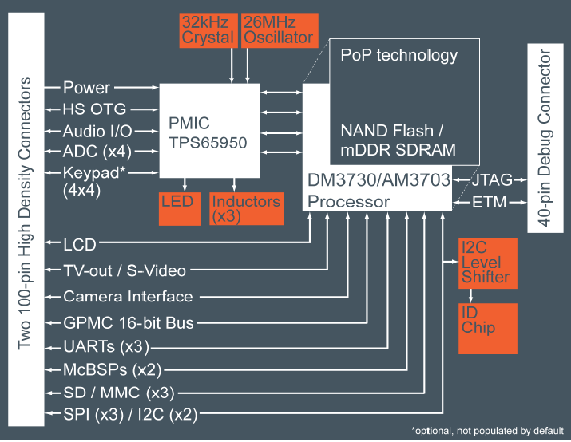 32kHz
Crystal
26MHz
Oscillator
PoP technology
NAND Flash /
mDDR SDRAM
DM3730/AM3703
Processor
PMIC
TPS65950
LED
Inductors
(x3)
Two 100-pin High Density Connectors
Power
HS OTG
Audio I/O
ADC (x4)
Keypad*
(4x4)
LCD
TV-out / S-Video
Camera Interface
GPMC 16-bit Bus
UARTs (x3)
McBSPs (x2)
SD / MMC (x3)
SPI (x3) / I2C (x2)
JTAG
ETM
40-pin Debug Connector
I2C
Level
Shifter
ID
Chip
*optional, not populated by default